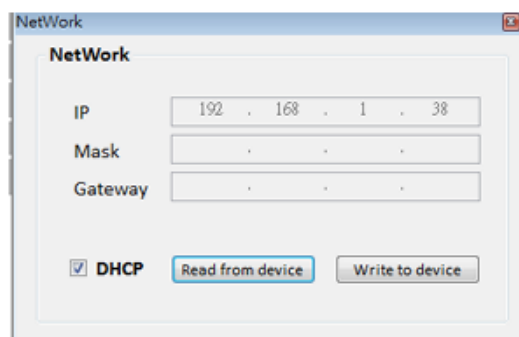 NetWork
NetWork
IP 192 . 168 . 1 . 38
Mask . . .
Gateway . . .
DHCP Read from device Write to device